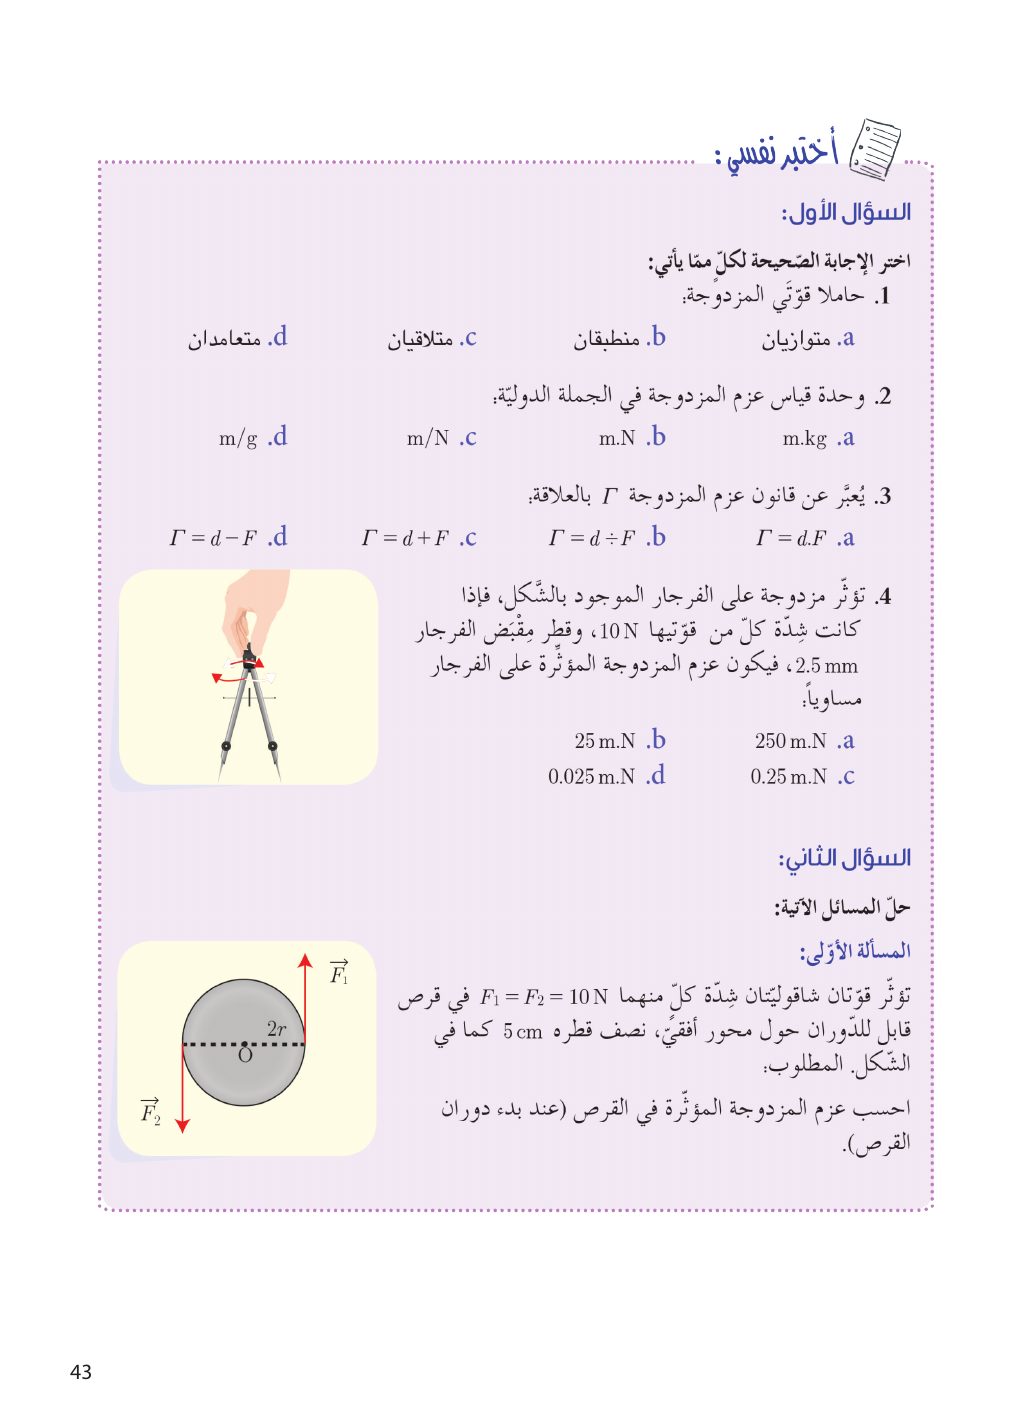 أختبر نفسي:
السؤال الأول:
اختر الإجابة الصّحيحة لكلٍّ ممّا يأتي:
1. حاملا قوّتَي المزدوجة:
a. متوازيان b. منطبقان c. متلاقيان d. متعامدان
2. وحدة قياس عزم المزدوجة في الجملة الدوليّة:
a. m.kg b. m.N c. m/N d. m/g
3. يُعبَّر عن قانون عزم المزدوجة Γ بالعلاقة:
a. Γ = d.F b. Γ = d ÷ F c. Γ = d + F d. Γ = d − F
4. تؤثّر مزدوجة على الفرجار الموجود بالشَّكل، فإذا
كانت شِدّة كلّ من قوّتيها 10 N، وقطر مِقْبَض الفرجار
2.5 mm، فيكون عزم المزدوجة المؤثِّرة على الفرجار
مساوياً:
a. 250 m.N b. 25 m.N
c. 0.25 m.N d. 0.025 m.N
السؤال الثاني:
حلّ المسائل الآتية:
المسألة الأوّلى:
تؤثّر قوّتان شاقوليّتان شِدّة كلٍّ منهما F1 = F2 = 10 N في قرص
قابل للدّوران حول محور أفقيّ، نصف قطره 5 cm كما في
الشّكل. المطلوب:
احسب عزم المزدوجة المؤثّرة في القرص (عند بدء دوران
القرص).
F1
2r
O
F2
43